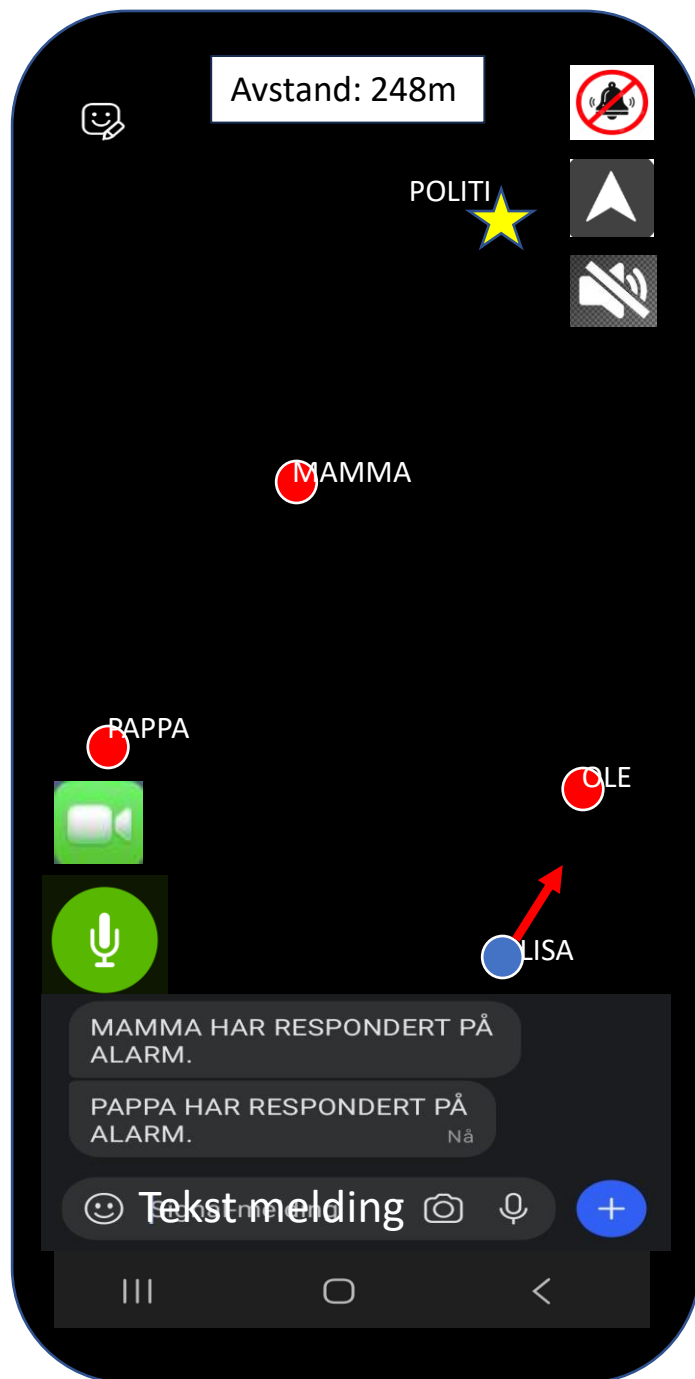 Avstand: 248m
POLITI
MAMMA
PAPPA
OLE
LISA
MAMMA HAR RESPONDERT PÅ
ALARM.
PAPPA HAR RESPONDERT PÅ
ALARM.
Nå
Tekst melding